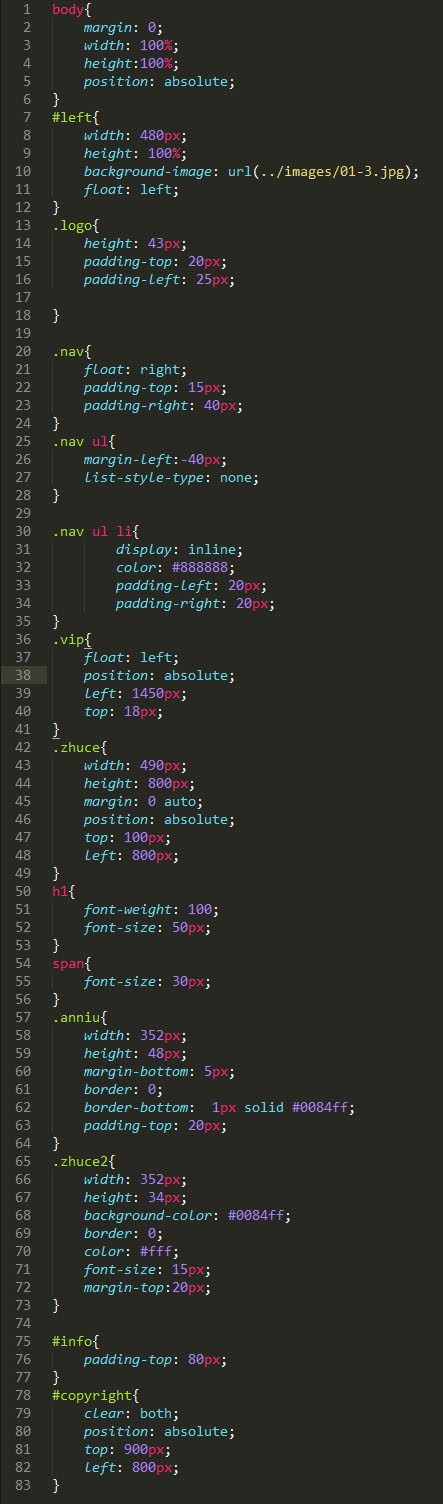 1 body{
2     margin: 0;
3     width: 100%;
4     height:100%;
5     position: absolute;
6 }
7 #left{
8     width: 480px;
9     height: 100%;
10     background-image: url(../images/01-3.jpg);
11     float: left;
12 }
13 .logo{
14     height: 43px;
15     padding-top: 20px;
16     padding-left: 25px;
17
18 }
19
20 .nav{
21     float: right;
22     padding-top: 15px;
23     padding-right: 40px;
24 }
25 .nav ul{
26     margin-left:-40px;
27     list-style-type: none;
28 }
29
30 .nav ul li{
31         display: inline;
32         color: #888888;
33         padding-left: 20px;
34         padding-right: 20px;
35 }
36 .vip{
37     float: left;
38     position: absolute;
39     left: 1450px;
40     top: 18px;
41 }
42 .zhuce{
43     width: 490px;
44     height: 800px;
45     margin: 0 auto;
46     position: absolute;
47     top: 100px;
48     left: 800px;
49 }
50 h1{
51     font-weight: 100;
52     font-size: 50px;
53 }
54 span{
55     font-size: 30px;
56 }
57 .anniu{
58     width: 352px;
59     height: 48px;
60     margin-bottom: 5px;
61     border: 0;
62     border-bottom:  1px solid #0084ff;
63     padding-top: 20px;
64 }
65 .zhuce2{
66     width: 352px;
67     height: 34px;
68     background-color: #0084ff;
69     border: 0;
70     color: #fff;
71     font-size: 15px;
72     margin-top:20px;
73 }
74
75 #info{
76     padding-top: 80px;
77 }
78 #copyright{
79     clear: both;
80     position: absolute;
81     top: 900px;
82     left: 800px;
83 }